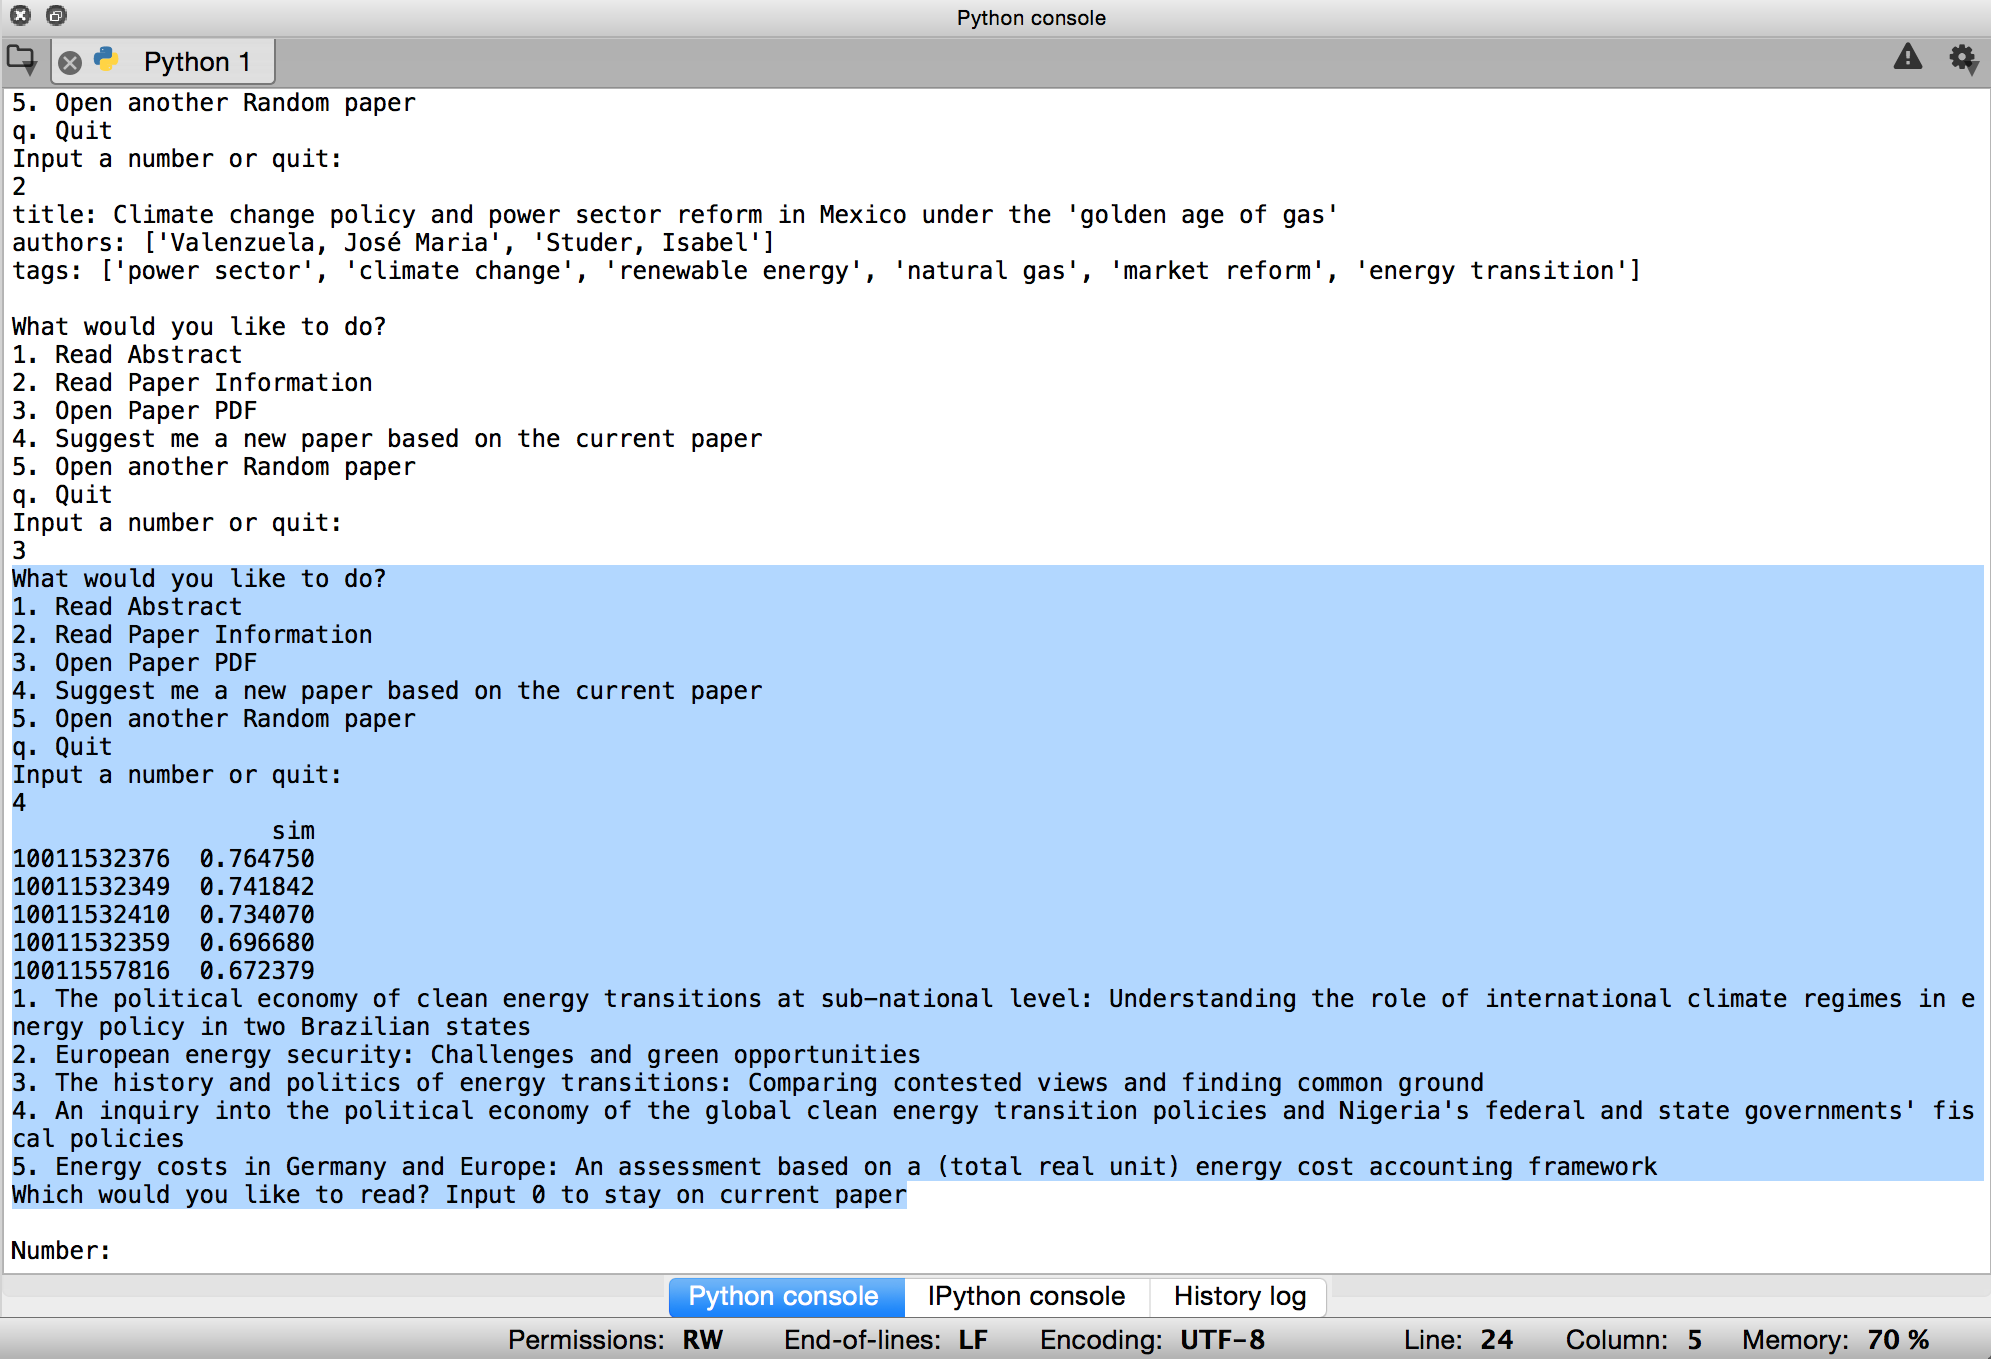 Python console
Python 1
5. Open another Random paper
q. Quit
Input a number or quit:
2
title: Climate change policy and power sector reform in Mexico under the 'golden age of gas'
authors: ['Valenzuela, José Maria', 'Studer, Isabel']
tags: ['power sector', 'climate change', 'renewable energy', 'natural gas', 'market reform', 'energy transition']
What would you like to do?
1. Read Abstract
2. Read Paper Information
3. Open Paper PDF
4. Suggest me a new paper based on the current paper
5. Open another Random paper
q. Quit
Input a number or quit:
3
What would you like to do?
1. Read Abstract
2. Read Paper Information
3. Open Paper PDF
4. Suggest me a new paper based on the current paper
5. Open another Random paper
q. Quit
Input a number or quit:
4
sim
10011532376  0.764750
10011532349  0.741842
10011532410  0.734070
10011532359  0.696680
10011557816  0.672379
1. The political economy of clean energy transitions at sub-national level: Understanding the role of international climate regimes in e
nergy policy in two Brazilian states
2. European energy security: Challenges and green opportunities
3. The history and politics of energy transitions: Comparing contested views and finding common ground
4. An inquiry into the political economy of the global clean energy transition policies and Nigeria's federal and state governments' fis
cal policies
5. Energy costs in Germany and Europe: An assessment based on a (total real unit) energy cost accounting framework
Which would you like to read? Input 0 to stay on current paper
Number:
Python console IPython console History log
Permissions: RW End-of-lines: LF Encoding: UTF-8 Line: 24 Column: 5 Memory: 70 %